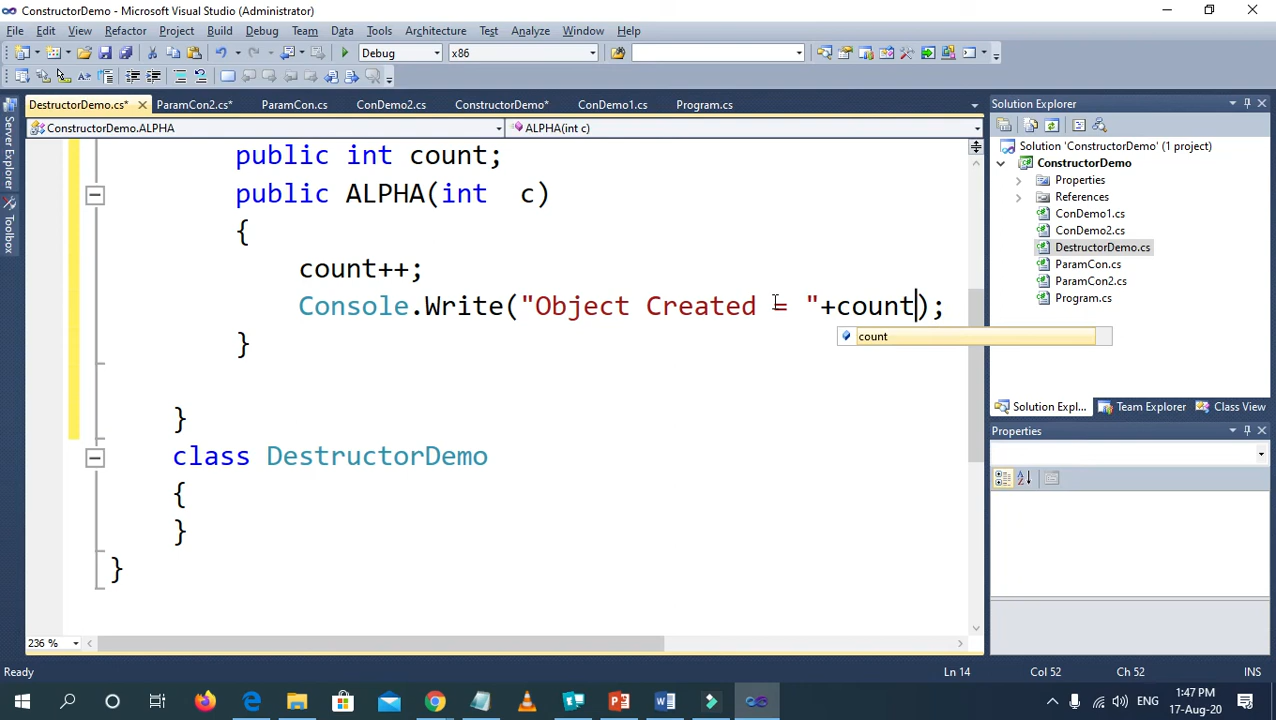 ConstructorDemo - Microsoft Visual Studio (Administrator)
File Edit View Refactor Project Build Debug Team Data Tools Architecture Test Analyze Window Help
Debug x86
DestructorDemo.cs* ParamCon2.cs* ParamCon.cs ConDemo2.cs ConstructorDemo* ConDemo1.cs Program.cs
ConstructorDemo.ALPHA ALPHA(int c)
Server Explorer
Toolbox
public int count;
public ALPHA(int  c)
{
count++;
Console.Write("Object Created = "+count);
count
}
}
class DestructorDemo
{
}
}
236 %
Solution Explorer
Solution 'ConstructorDemo' (1 project)
ConstructorDemo
Properties
References
ConDemo1.cs
ConDemo2.cs
DestructorDemo.cs
ParamCon.cs
ParamCon2.cs
Program.cs
Solution Expl... Team Explorer Class View
Properties
Ready Ln 14 Col 52 Ch 52 INS
ENG 1:47 PM
17-Aug-20